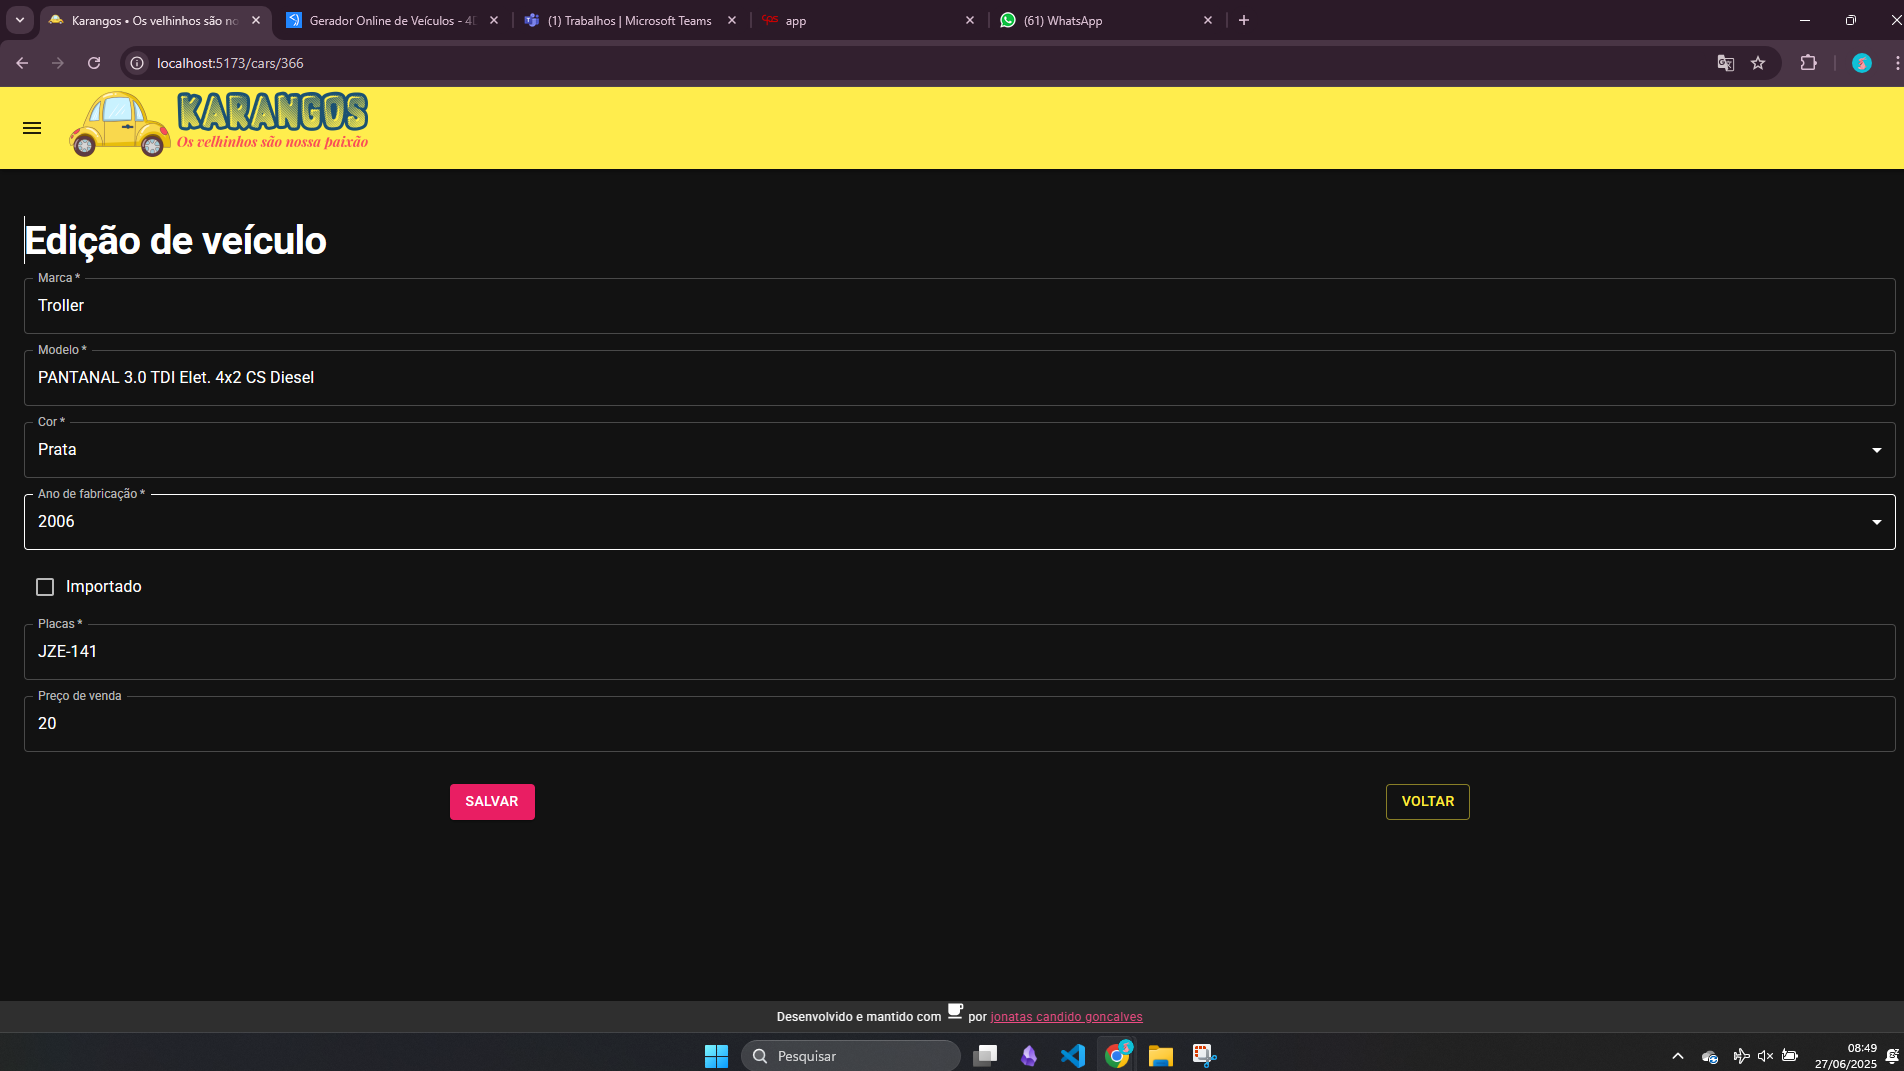 Karangos • Os velhinhos são no
Gerador Online de Veículos - 4D
(1) Trabalhos | Microsoft Teams
app
(61) WhatsApp
localhost:5173/cars/366
KARANGOS
Os velhinhos são nossa paixão
Edição de veículo
Marca *
Troller
Modelo *
PANTANAL 3.0 TDI Elet. 4x2 CS Diesel
Cor *
Prata
Ano de fabricação *
2006
Importado
Placas *
JZE-141
Preço de venda
20
SALVAR
VOLTAR
Desenvolvido e mantido com por jonatas candido goncalves
Pesquisar
08:49
27/06/2025